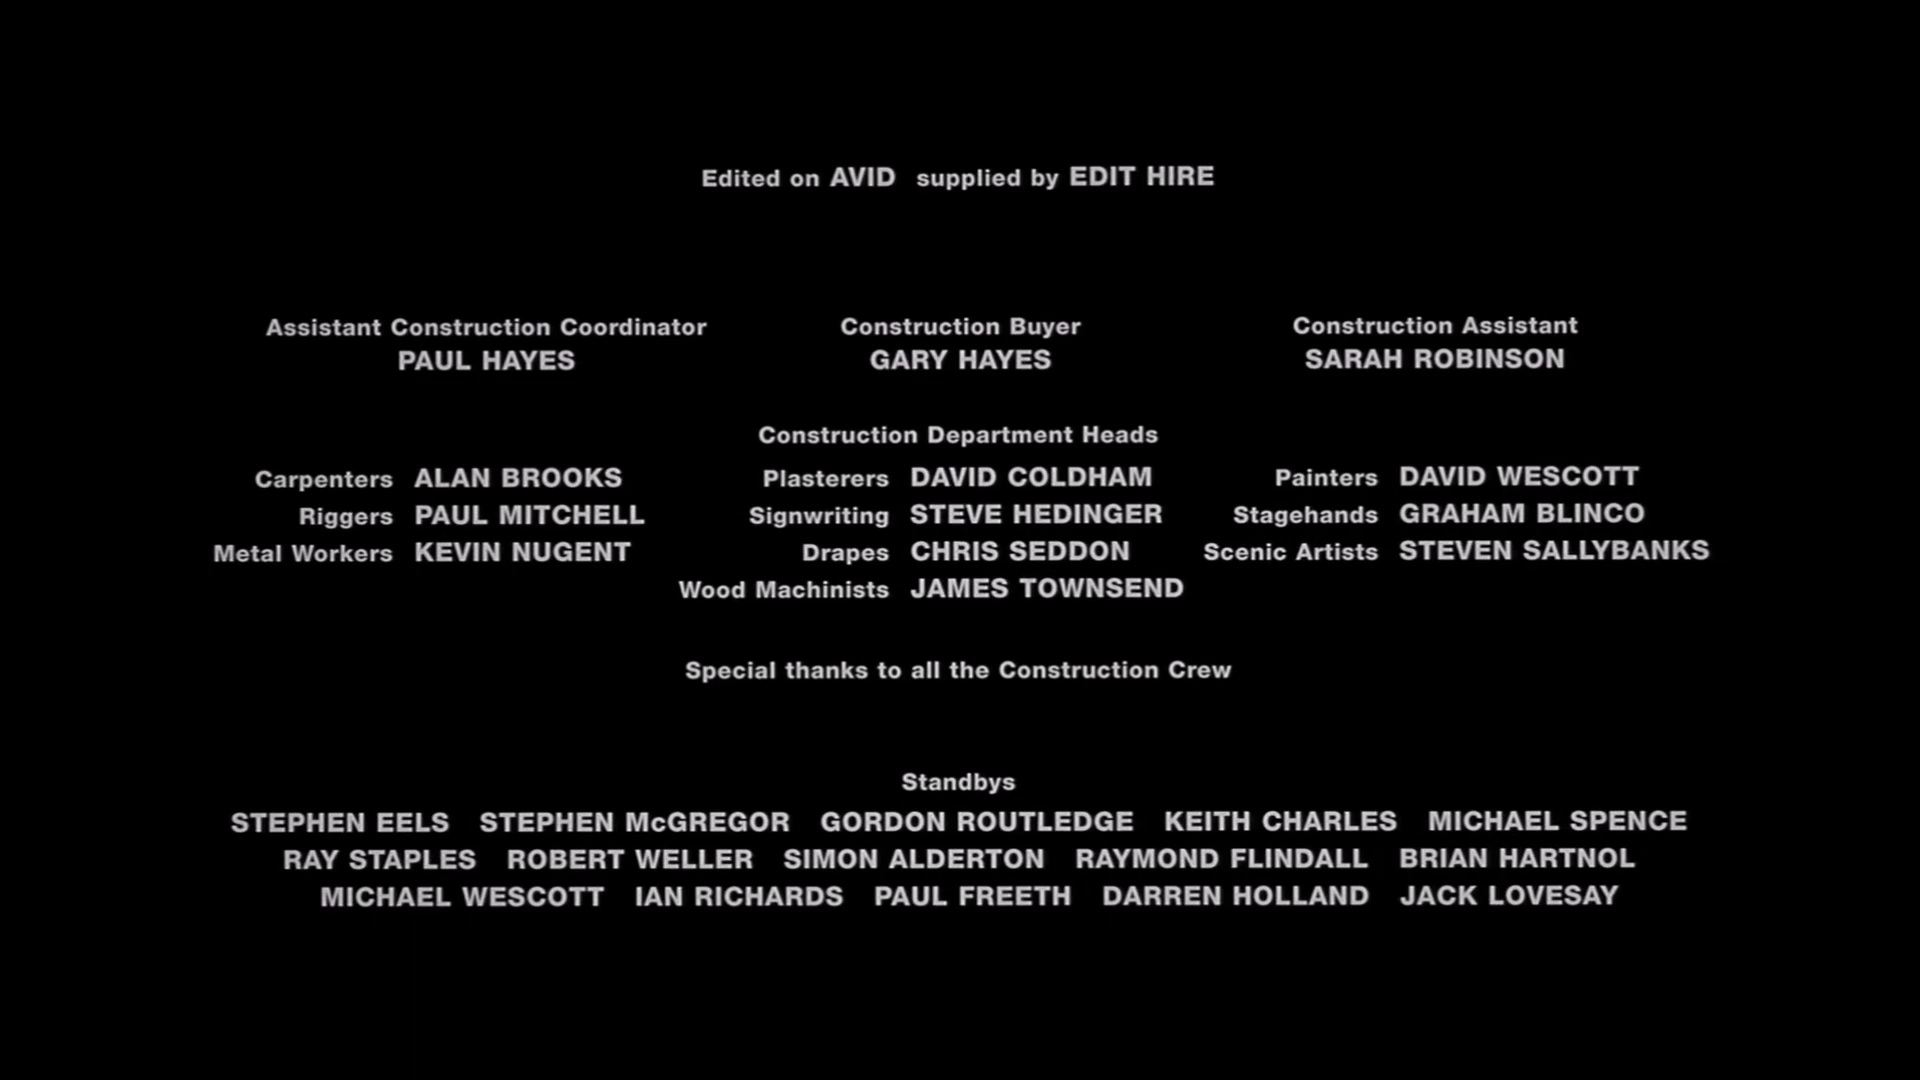 Edited on AVID supplied by EDIT HIRE
Assistant Construction Coordinator Construction Buyer Construction Assistant
PAUL HAYES GARY HAYES SARAH ROBINSON
Construction Department Heads
Carpenters ALAN BROOKS Plasterers DAVID COLDHAM Painters DAVID WESCOTT
Riggers PAUL MITCHELL Signwriting STEVE HEDINGER Stagehands GRAHAM BLINCO
Metal Workers KEVIN NUGENT Drapes CHRIS SEDDON Scenic Artists STEVEN SALLYBANKS
Wood Machinists JAMES TOWNSEND
Special thanks to all the Construction Crew
Standbys
STEPHEN EELS STEPHEN McGREGOR GORDON ROUTLEDGE KEITH CHARLES MICHAEL SPENCE
RAY STAPLES ROBERT WELLER SIMON ALDERTON RAYMOND FLINDALL BRIAN HARTNOL
MICHAEL WESCOTT IAN RICHARDS PAUL FREETH DARREN HOLLAND JACK LOVESAY